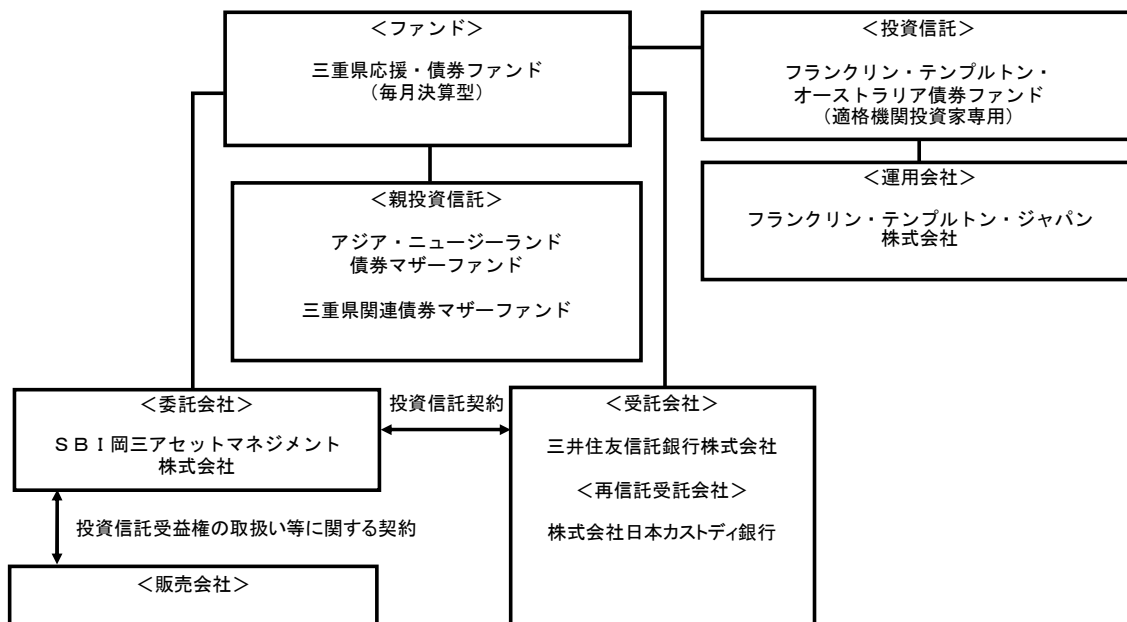 ＜ファンド＞
三重県応援・債券ファンド
（毎月決算型）
＜投資信託＞
フランクリン・テンプルトン・
オーストラリア債券ファンド
（適格機関投資家専用）
＜運用会社＞
フランクリン・テンプルトン・ジャパン
株式会社
＜親投資信託＞
アジア・ニュージーランド
債券マザーファンド
三重県関連債券マザーファンド
＜委託会社＞
ＳＢＩ岡三アセットマネジメント
株式会社
投資信託契約
＜受託会社＞
三井住友信託銀行株式会社
＜再信託受託会社＞
株式会社日本カストディ銀行
投資信託受益権の取扱い等に関する契約
＜販売会社＞